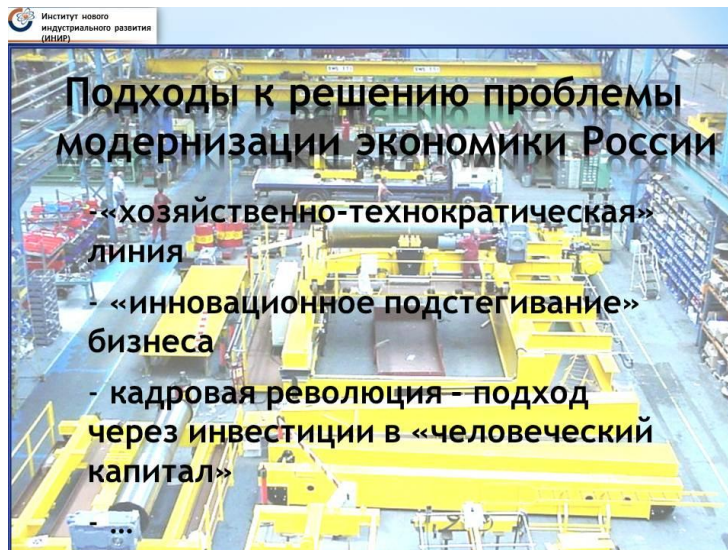 Институт нового
индустриального развития
(ИНИР)
Подходы к решению проблемы
модернизации экономики России
-«хозяйственно-технократическая»
линия
- «инновационное подстегивание»
бизнеса
- кадровая революция – подход
через инвестиции в «человеческий
капитал»
- ...